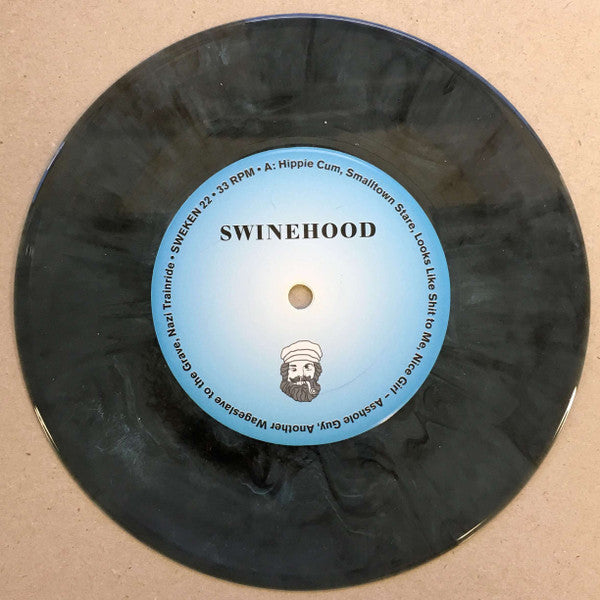 SWINEHOOD
SWEKEN 22 • 33 RPM • A: Hippie Cum, Smalltown Stare, Looks Like Shit to Me, Nice Girl – Asshole Guy, Another Wageslave to the Grave, Nazi Trainride •